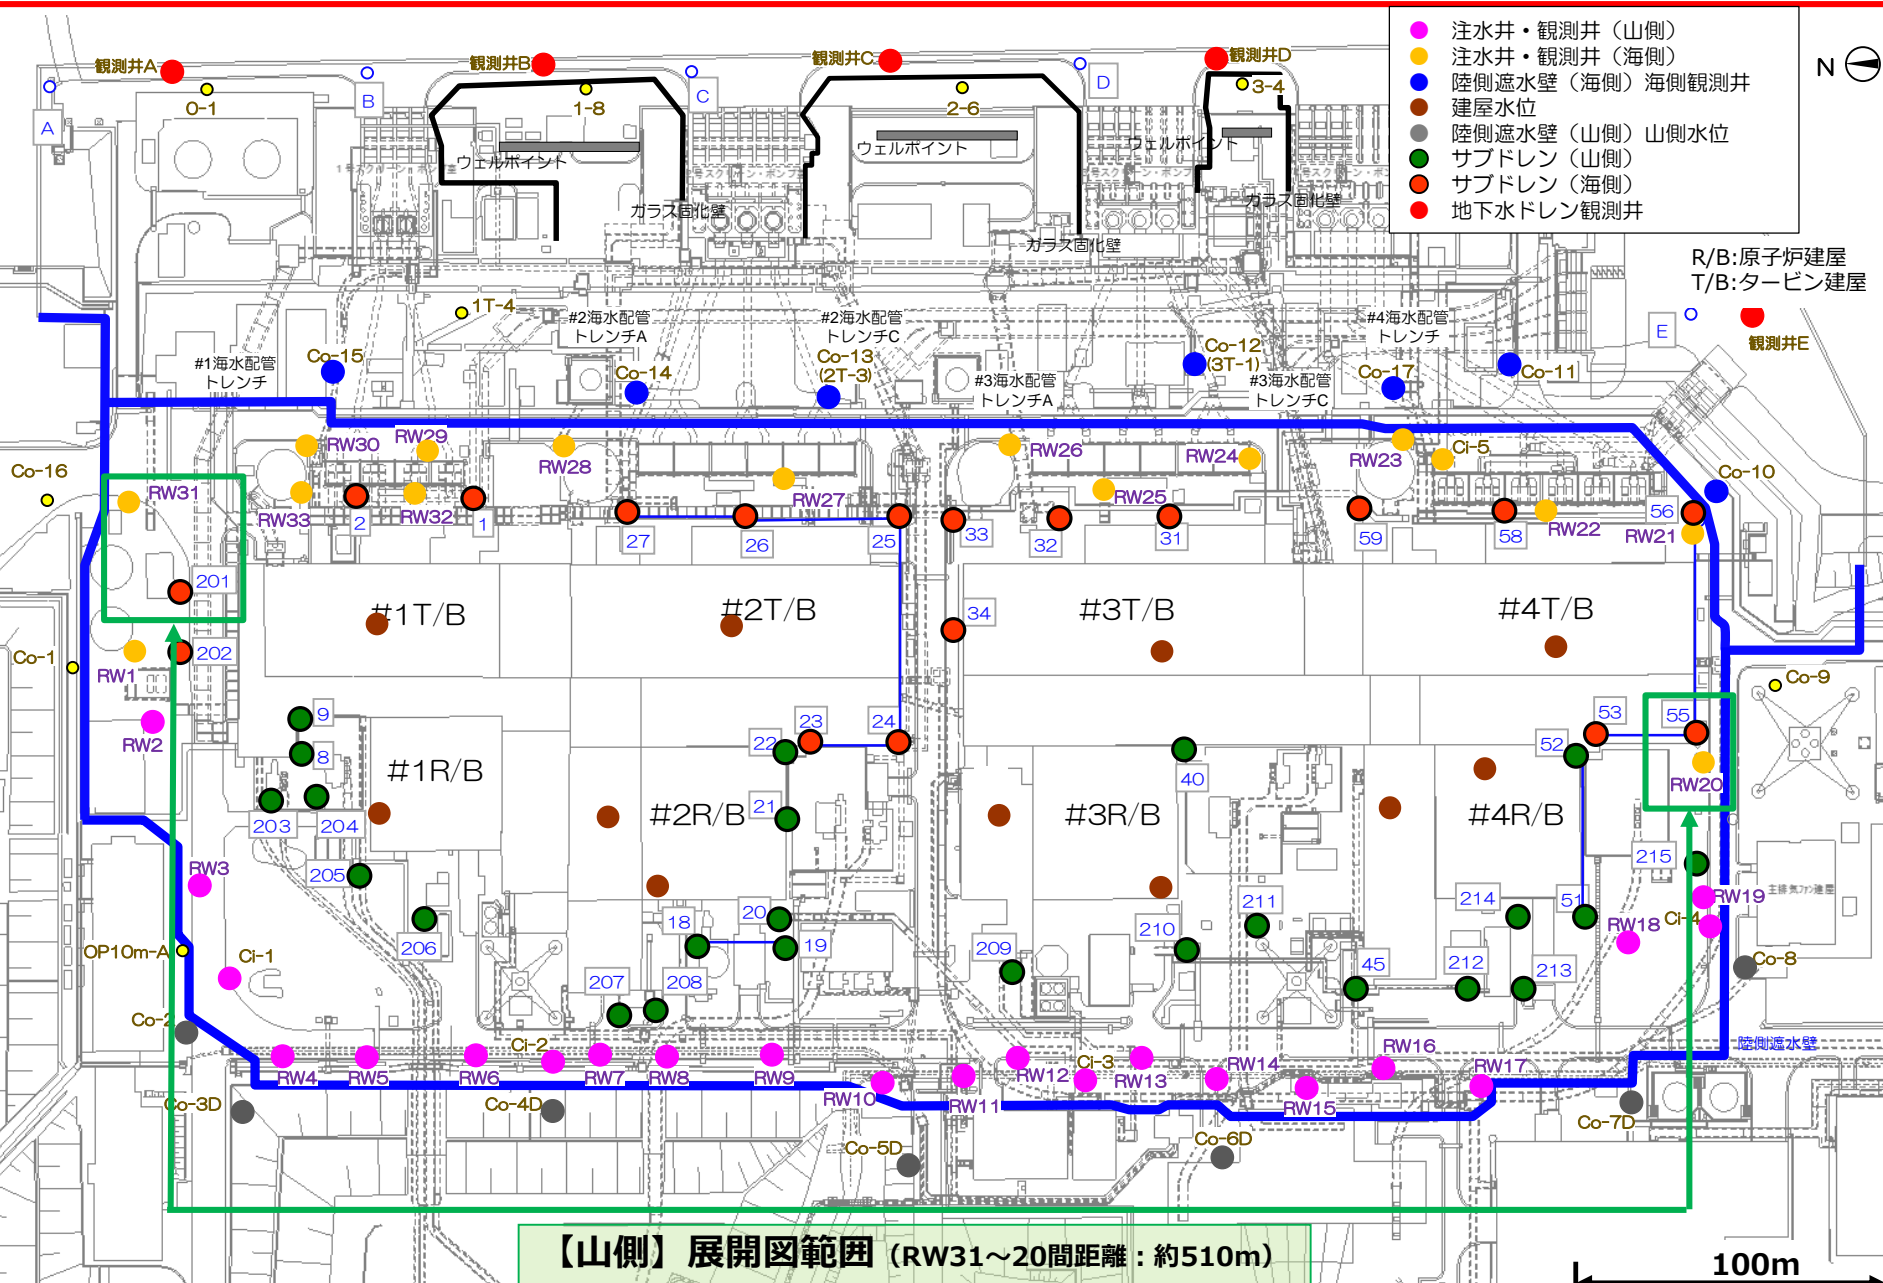 注水井・観測井（山側）
注水井・観測井（海側）
陸側遮水壁（海側）海側観測井
建屋水位
陸側遮水壁（山側）山側水位
サブドレン（山側）
サブドレン（海側）
地下水ドレン観測井
N
R/B:原子炉建屋
T/B:タービン建屋
観測井A
観測井B
観測井C
観測井D
観測井E
A
B
C
D
E
0-1
1-8
2-6
3-4
ウェルポイント
ウェルポイント
ウェルポイント
ガラス固化壁
ガラス固化壁
ガラス固化壁
1T-4
#1海水配管
トレンチ
#2海水配管
トレンチA
#2海水配管
トレンチC
#3海水配管
トレンチA
#3海水配管
トレンチC
#4海水配管
トレンチ
Co-15
Co-14
Co-13
(2T-3)
Co-12
(3T-1)
Co-17
Co-11
Co-16
RW31
RW30
RW29
RW28
RW27
RW26
RW25
RW24
RW23
Ci-5
Co-10
RW33
2
RW32
1
27
26
25
33
32
31
59
58
RW22
56
RW21
201
202
34
#1T/B
#2T/B
#3T/B
#4T/B
Co-1
RW1
RW2
Co-9
9
8
22
23
24
40
52
53
55
RW20
#1R/B
#2R/B
#3R/B
#4R/B
203
204
21
205
215
主排気ファン建屋
RW3
206
18
20
19
209
210
211
214
51
RW18
RW19
Ci-4
Co-8
OP10m-A
Ci-1
207
208
45
212
213
Co-2
陸側遮水壁
RW4
RW5
RW6
Ci-2
RW7
RW8
RW9
RW10
RW11
RW12
Ci-3
RW13
RW14
RW15
RW16
RW17
Co-3D
Co-4D
Co-5D
Co-6D
Co-7D
【山側】展開図範囲（RW31～20間距離：約510m）
100m